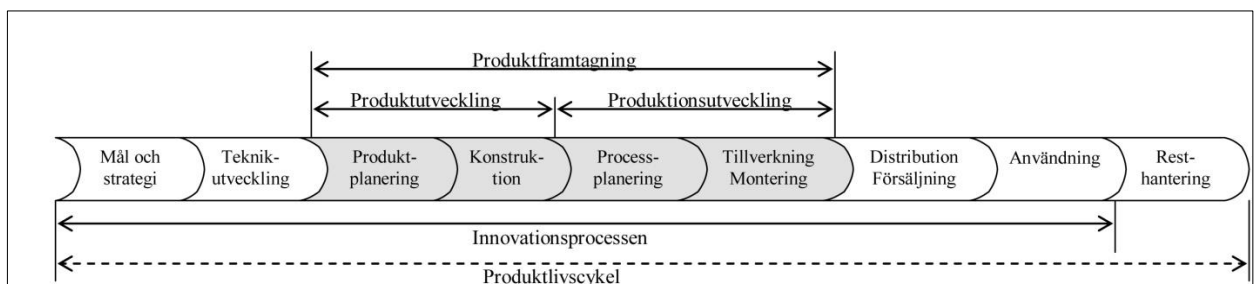 Produktframtagning
Produktutveckling
Produktionsutveckling
Mål och
strategi
Teknik-
utveckling
Produkt-
planering
Konstruk-
tion
Process-
planering
Tillverkning
Montering
Distribution
Försäljning
Användning
Rest-
hantering
Innovationsprocessen
Produktlivscykel